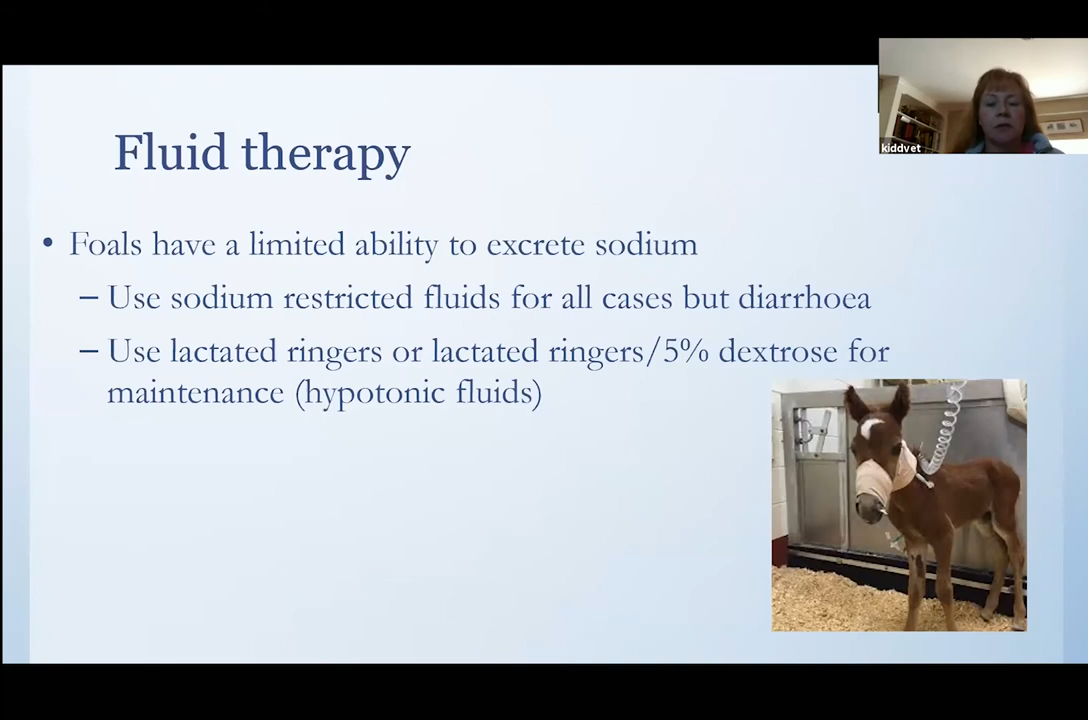 kiddvet
Fluid therapy
• Foals have a limited ability to excrete sodium
– Use sodium restricted fluids for all cases but diarrhoea
– Use lactated ringers or lactated ringers/5% dextrose for
maintenance (hypotonic fluids)